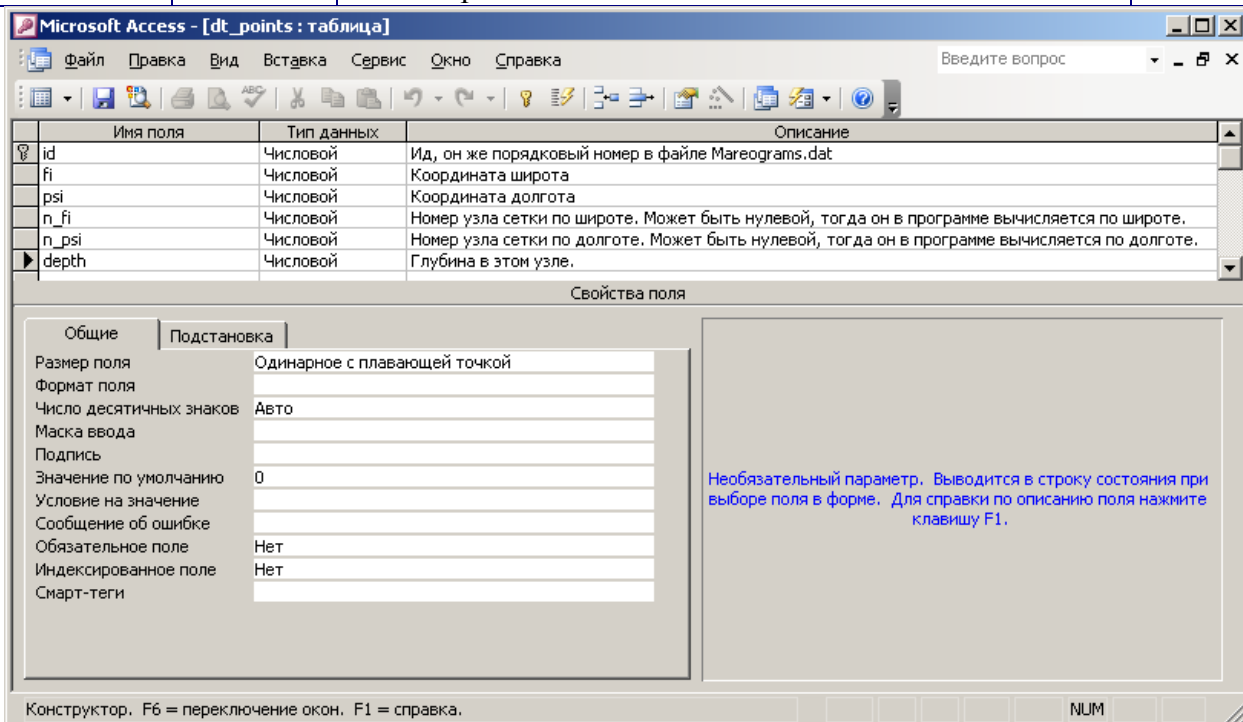 Microsoft Access - [dt_points : таблица]
Файл Правка Вид Вставка Сервис Окно Справка Введите вопрос
Имя поля Тип данных Описание
id Числовой Ид, он же порядковый номер в файле Mareograms.dat
fi Числовой Координата широта
psi Числовой Координата долгота
n_fi Числовой Номер узла сетки по широте. Может быть нулевой, тогда он в программе вычисляется по широте.
n_psi Числовой Номер узла сетки по долготе. Может быть нулевой, тогда он в программе вычисляется по долготе.
depth Числовой Глубина в этом узле.
Свойства поля
Общие Подстановка
Размер поля Одинарное с плавающей точкой
Формат поля
Число десятичных знаков Авто
Маска ввода
Подпись
Значение по умолчанию 0
Условие на значение
Сообщение об ошибке
Обязательное поле Нет
Индексированное поле Нет
Смарт-теги
Необязательный параметр. Выводится в строку состояния при
выборе поля в форме. Для справки по описанию поля нажмите
клавишу F1.
Конструктор. F6 = переключение окон. F1 = справка. NUM